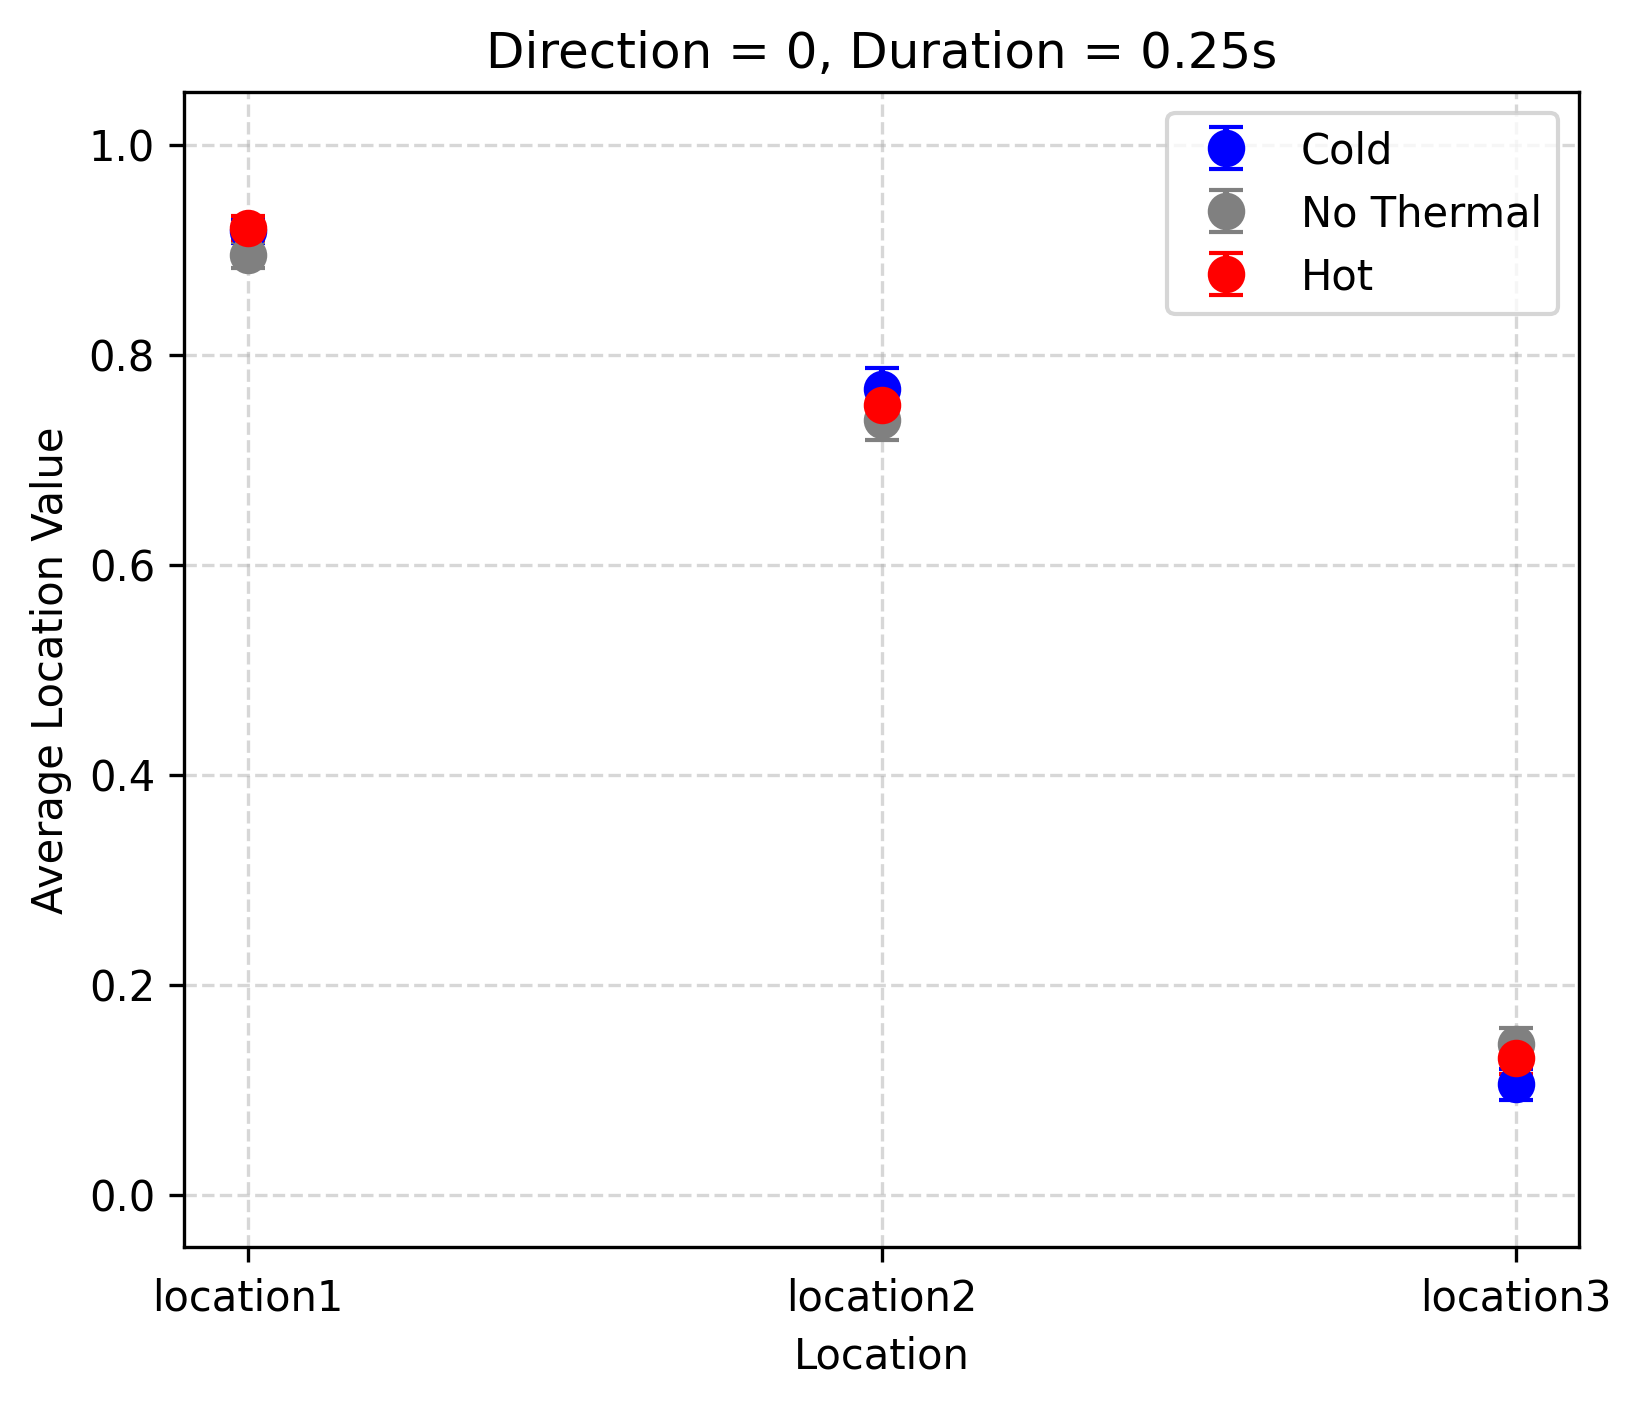 Direction = 0, Duration = 0.25s
Cold
No Thermal
Hot
1.0
0.8
0.6
0.4
0.2
0.0
Average Location Value
location1
location2
location3
Location